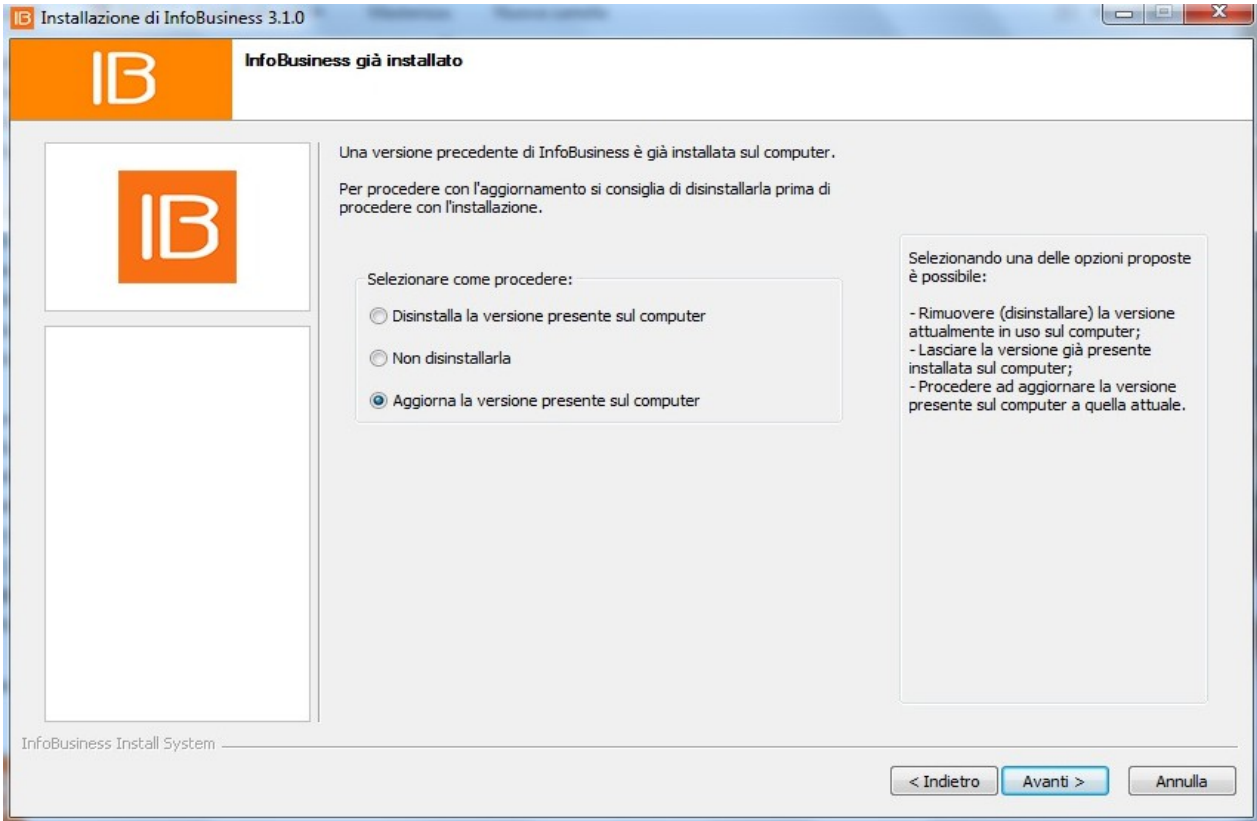 IB Installazione di InfoBusiness 3.1.0
IB
InfoBusiness già installato
IB
Una versione precedente di InfoBusiness è già installata sul computer.
Per procedere con l'aggiornamento si consiglia di disinstallarla prima di
procedere con l'installazione.
Selezionare come procedere:
Disinstalla la versione presente sul computer
Non disinstallarla
Aggiorna la versione presente sul computer
Selezionando una delle opzioni proposte
è possibile:
- Rimuovere (disinstallare) la versione
attualmente in uso sul computer;
- Lasciare la versione già presente
installata sul computer;
- Procedere ad aggiornare la versione
presente sul computer a quella attuale.
InfoBusiness Install System
< Indietro
Avanti >
Annulla